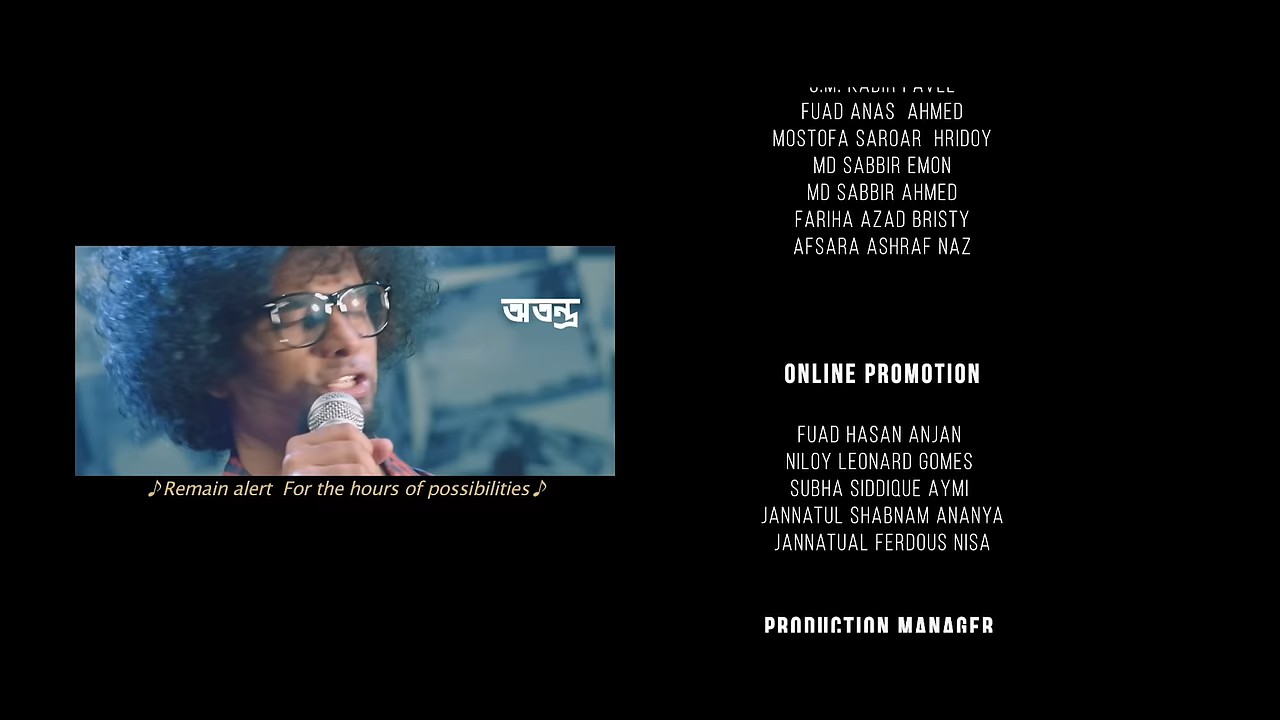 অতন্দ্র
♪Remain alert For the hours of possibilities♪
FUAD ANAS AHMED
MOSTOFA SAROAR HRIDOY
MD SABBIR EMON
MD SABBIR AHMED
FARIHA AZAD BRISTY
AFSARA ASHRAF NAZ
ONLINE PROMOTION
FUAD HASAN ANJAN
NILOY LEONARD GOMES
SUBHA SIDDIQUE AYMI
JANNATUL SHABNAM ANANYA
JANNATUAL FERDOUS NISA
PRODUCTION MANAGER